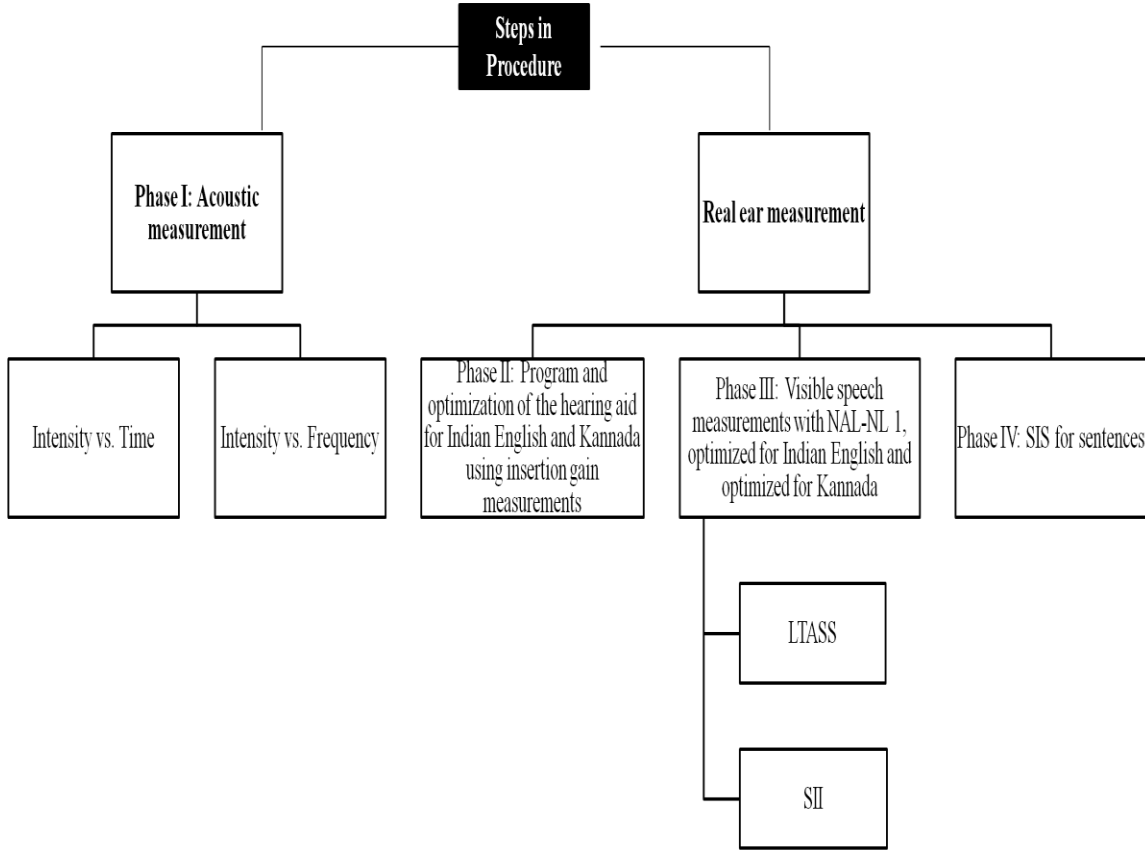 Steps in
Procedure
Phase I: Acoustic
measurement
Real ear measurement
Intensity vs. Time
Intensity vs. Frequency
Phase II: Program and
optimization of the hearing aid
for Indian English and Kannada
using insertion gain
measurements
Phase III: Visible speech
measurements with NAL-NL 1,
optimized for Indian English and
optimized for Kannada
Phase IV: SIS for sentences
LTASS
SII